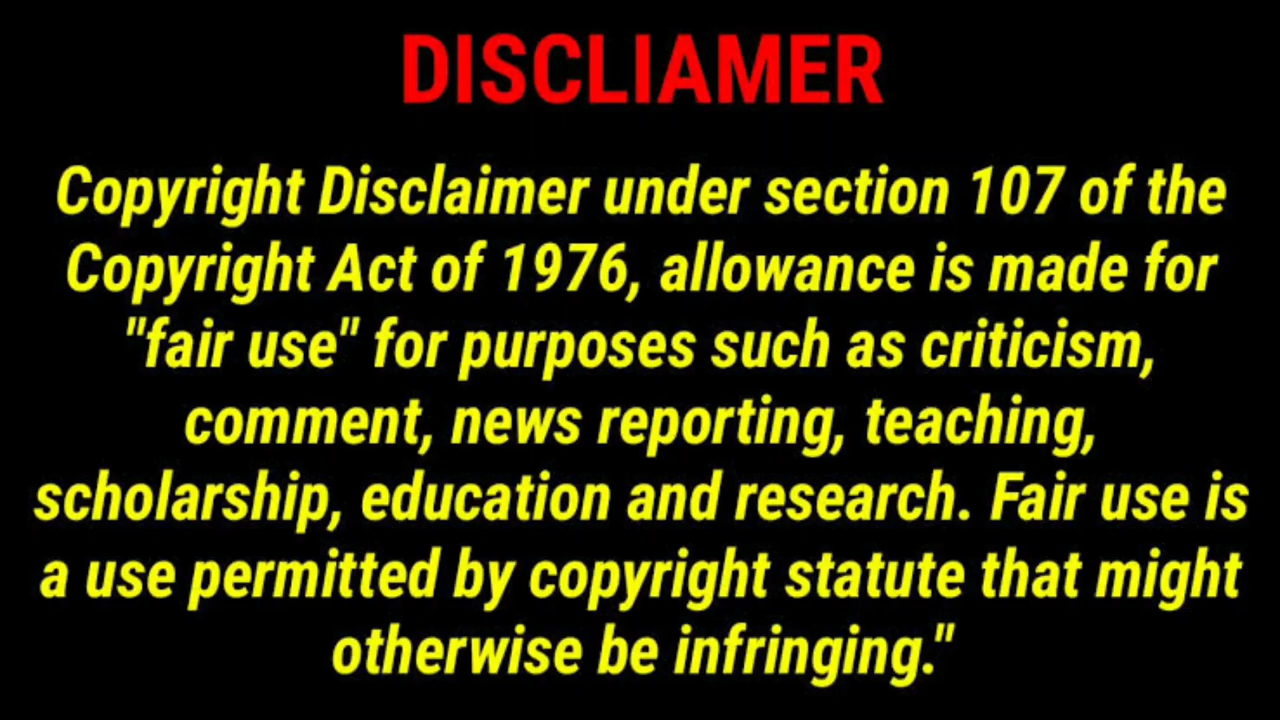 DISCLIAMER
Copyright Disclaimer under section 107 of the
Copyright Act of 1976, allowance is made for
"fair use" for purposes such as criticism,
comment, news reporting, teaching,
scholarship, education and research. Fair use is
a use permitted by copyright statute that might
otherwise be infringing."